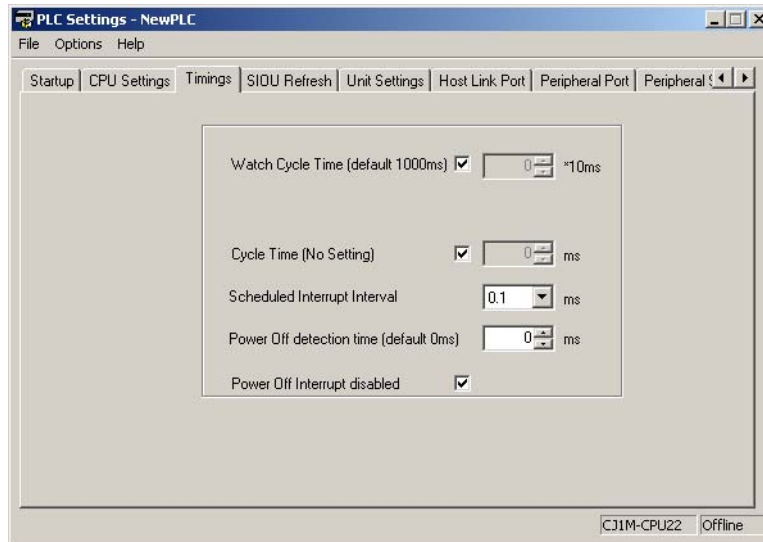 PLC Settings - NewPLC
File Options Help
Startup CPU Settings Timings SIOU Refresh Unit Settings Host Link Port Peripheral Port Peripheral
Watch Cycle Time (default 1000ms) 0 *10ms
Cycle Time (No Setting) 0 ms
Scheduled Interrupt Interval 0.1 ms
Power Off detection time (default 0ms) 0 ms
Power Off Interrupt disabled
CJ1M-CPU22 Offline